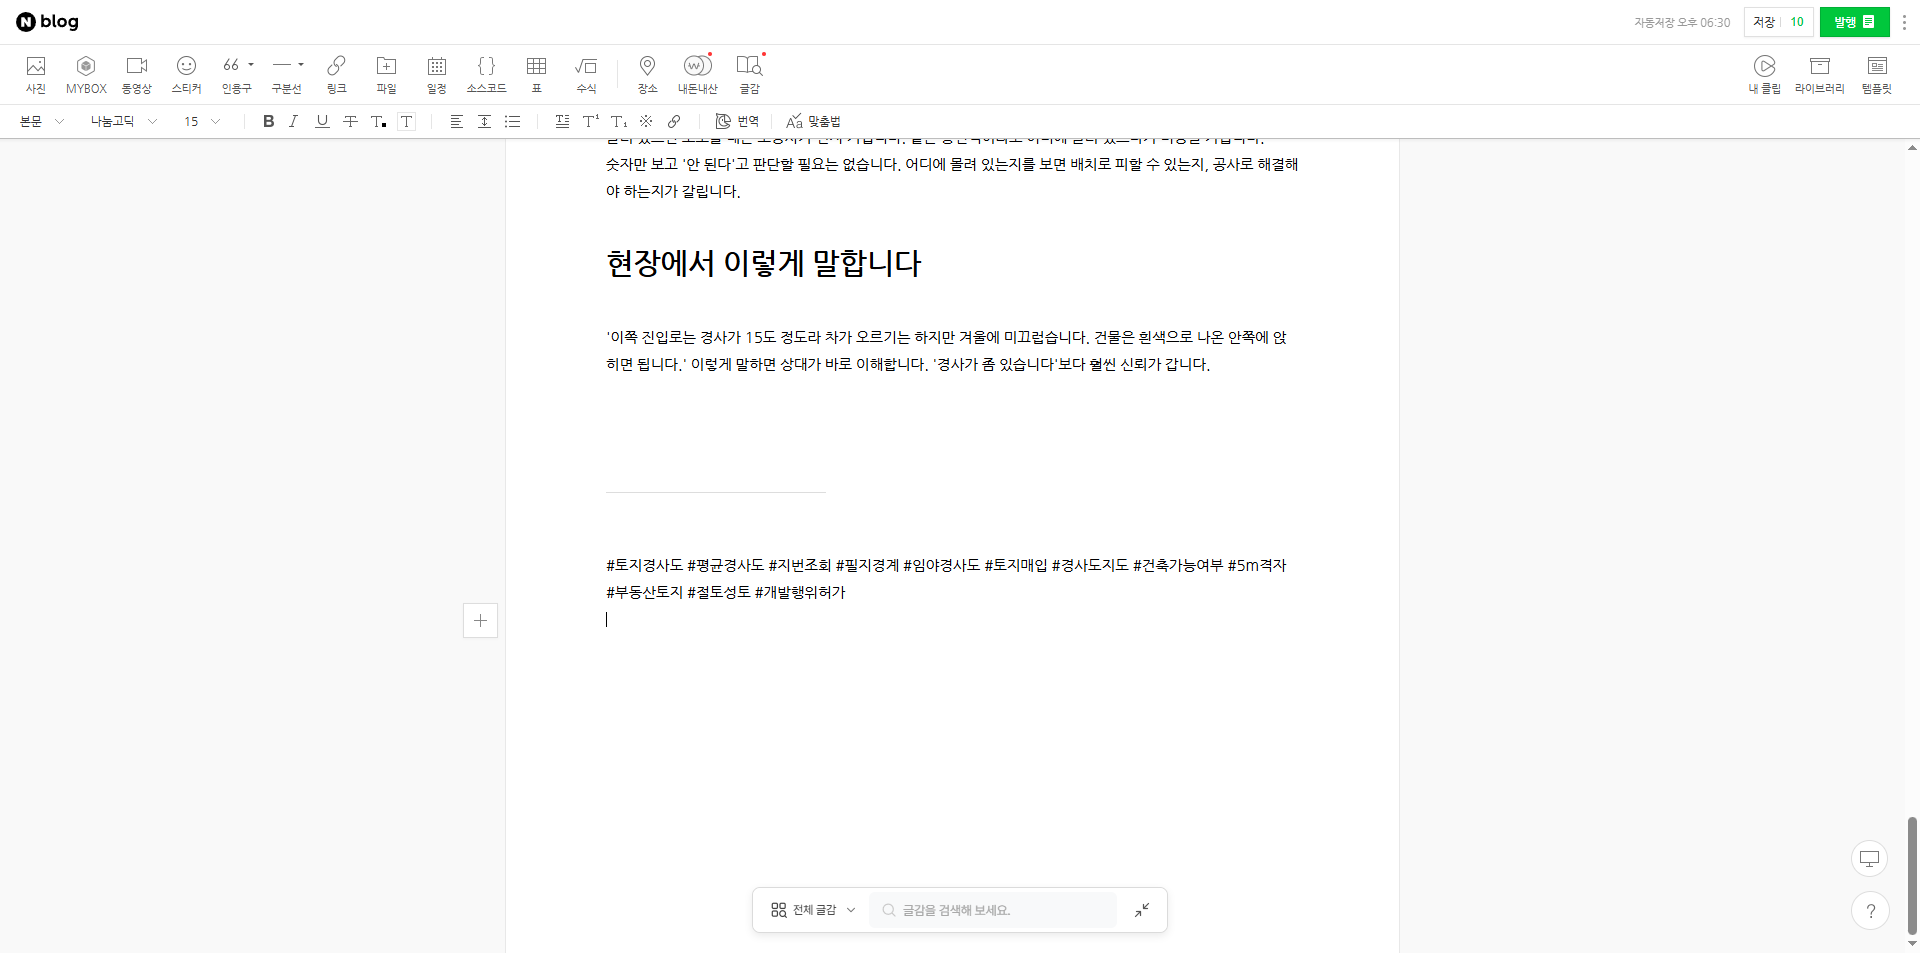 N blog
자동저장 오후 06:30
저장 10
발행
사진
MYBOX
동영상
스티커
인용구
구분선
링크
파일
일정
소스코드
표
수식
장소
내돈내산
글감
내 클립
라이브러리
템플릿
본문 나눔고딕 15 번역 맞춤법
숫자만 보고 '안 된다'고 판단할 필요는 없습니다. 어디에 몰려 있는지를 보면 배치로 피할 수 있는지, 공사로 해결해
야 하는지가 갈립니다.
현장에서 이렇게 말합니다
'이쪽 진입로는 경사가 15도 정도라 차가 오르기는 하지만 겨울에 미끄럽습니다. 건물은 흰색으로 나온 안쪽에 앉
히면 됩니다.' 이렇게 말하면 상대가 바로 이해합니다. '경사가 좀 있습니다'보다 훨씬 신뢰가 갑니다.
#토지경사도 #평균경사도 #지번조회 #필지경계 #임야경사도 #토지매입 #경사도지도 #건축가능여부 #5m격자
#부동산토지 #절토성토 #개발행위허가
전체 글감
글감을 검색해 보세요.